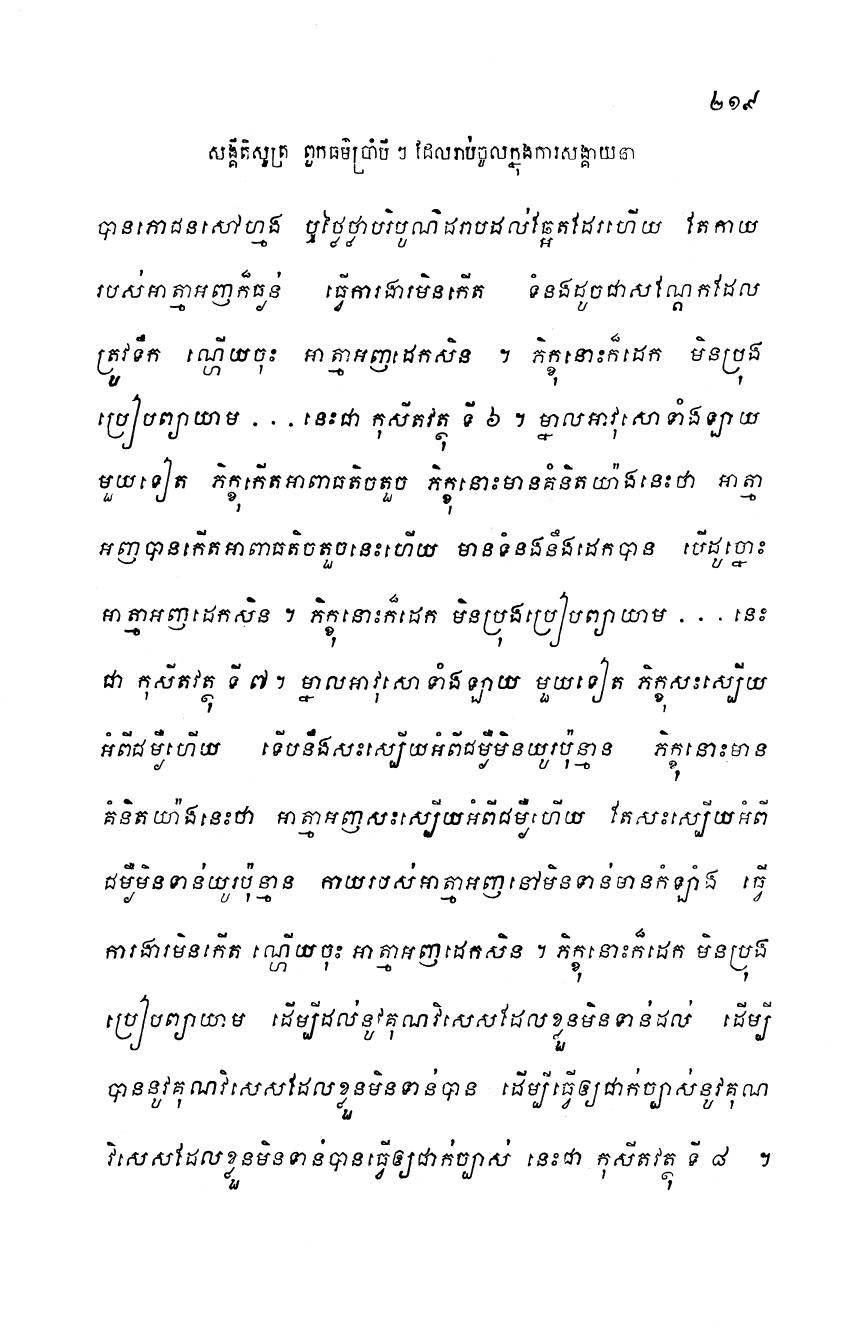 ២១៩
សង្គីតិសូត្រ ពួកធម៌ប្រាំបី ៗ ដែលរាប់ចូលក្នុងការសង្គាយនា
បានភោជនសៅហ្មង ឬថ្លៃថ្លាបរិបូណ៌ដរាបដល់ឆ្អែតដែរហើយ តែកាយ
របស់អាត្មាអញក៏ធ្ងន់ ធ្វើការងារមិនកើត ទំនងដូចជាសណ្តែកដែល
ត្រូវទឹក ណ្ហើយចុះ អាត្មាអញដេកសិន ។ ភិក្ខុនោះក៏ដេក មិនប្រុង
ប្រៀបព្យាយាម . . . នេះជា កុសីតវត្ថុ ទី ៦ ។ ម្នាលអាវុសោទាំងឡាយ
មួយទៀត ភិក្ខុកើតអាពាធតិចតួច ភិក្ខុនោះមានគំនិតយ៉ាងនេះថា អាត្មា
អញបានកើតអាពាធតិចតួចនេះហើយ មានទំនងនឹងដេកបាន បើដូច្នោះ
អាត្មាអញដេកសិន ។ ភិក្ខុនោះក៏ដេក មិនប្រុងប្រៀបព្យាយាម . . . នេះ
ជា កុសីតវត្ថុ ទី ៧ ។ ម្នាលអាវុសោទាំងឡាយ មួយទៀត ភិក្ខុសះស្បើយ
អំពីជម្ងឺហើយ ទើបនឹងសះស្បើយអំពីជម្ងឺមិនយូរប៉ុន្មាន ភិក្ខុនោះមាន
គំនិតយ៉ាងនេះថា អាត្មាអញសះស្បើយអំពីជម្ងឺហើយ តែសះស្បើយអំពី
ជម្ងឺមិនទាន់យូរប៉ុន្មាន កាយរបស់អាត្មាអញនៅមិនទាន់មានកំឡាំង ធ្វើ
ការងារមិនកើត ណ្ហើយចុះ អាត្មាអញដេកសិន ។ ភិក្ខុនោះក៏ដេក មិនប្រុង
ប្រៀបព្យាយាម ដើម្បីដល់នូវគុណវិសេសដែលខ្លួនមិនទាន់ដល់ ដើម្បី
បាននូវគុណវិសេសដែលខ្លួនមិនទាន់បាន ដើម្បីធ្វើឲ្យជាក់ច្បាស់នូវគុណ
វិសេសដែលខ្លួនមិនទាន់បានធ្វើឲ្យជាក់ច្បាស់ នេះជា កុសីតវត្ថុ ទី ៨ ។